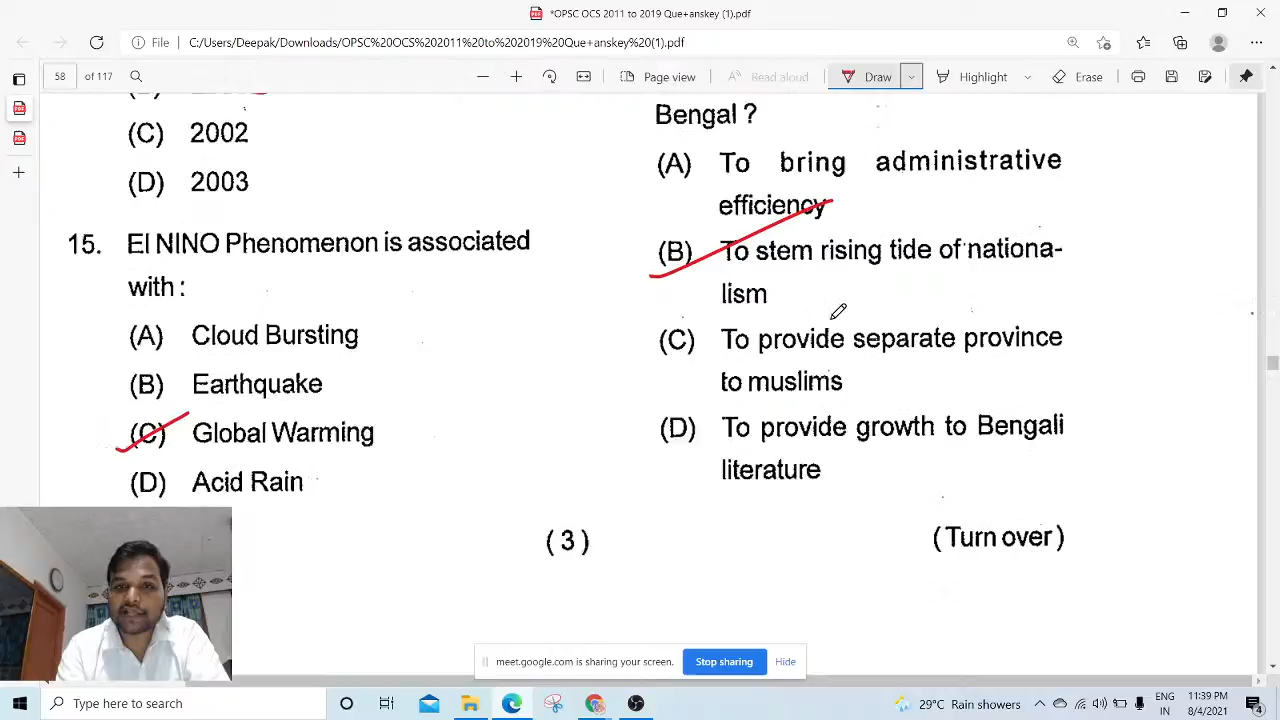 *OPSC OCS 2011 to 2019 Que+anskey (1).pdf
File C:/Users/Deepak/Downloads/OPSC%20OCS%202011%20to%202019%20Que+anskey%20(1).pdf
58 of 117 Page view Read aloud Draw Highlight Erase
(C) 2002
(D) 2003
15. El NINO Phenomenon is associated
with :
(A) Cloud Bursting
(B) Earthquake
(C) Global Warming
(D) Acid Rain
Bengal ?
(A) To bring administrative
efficiency
(B) To stem rising tide of nationa-
lism
(C) To provide separate province
to muslims
(D) To provide growth to Bengali
literature
(3)
(Turn over)
meet.google.com is sharing your screen. Stop sharing Hide
Type here to search
29°C Rain showers
ENG
IN
11:39 PM
8/4/2021
4